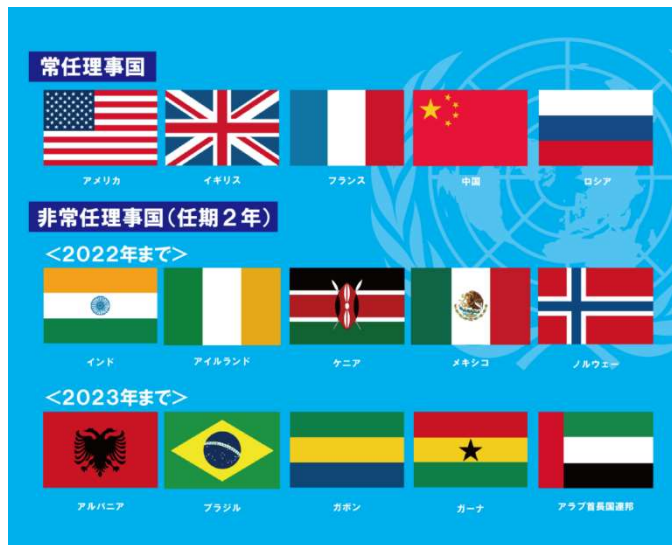 常任理事国
アメリカ イギリス フランス 中国 ロシア
非常任理事国(任期2年)
<2022年まで>
インド アイルランド ケニア メキシコ ノルウェー
<2023年まで>
アルバニア ブラジル ガボン ガーナ アラブ首長国連邦